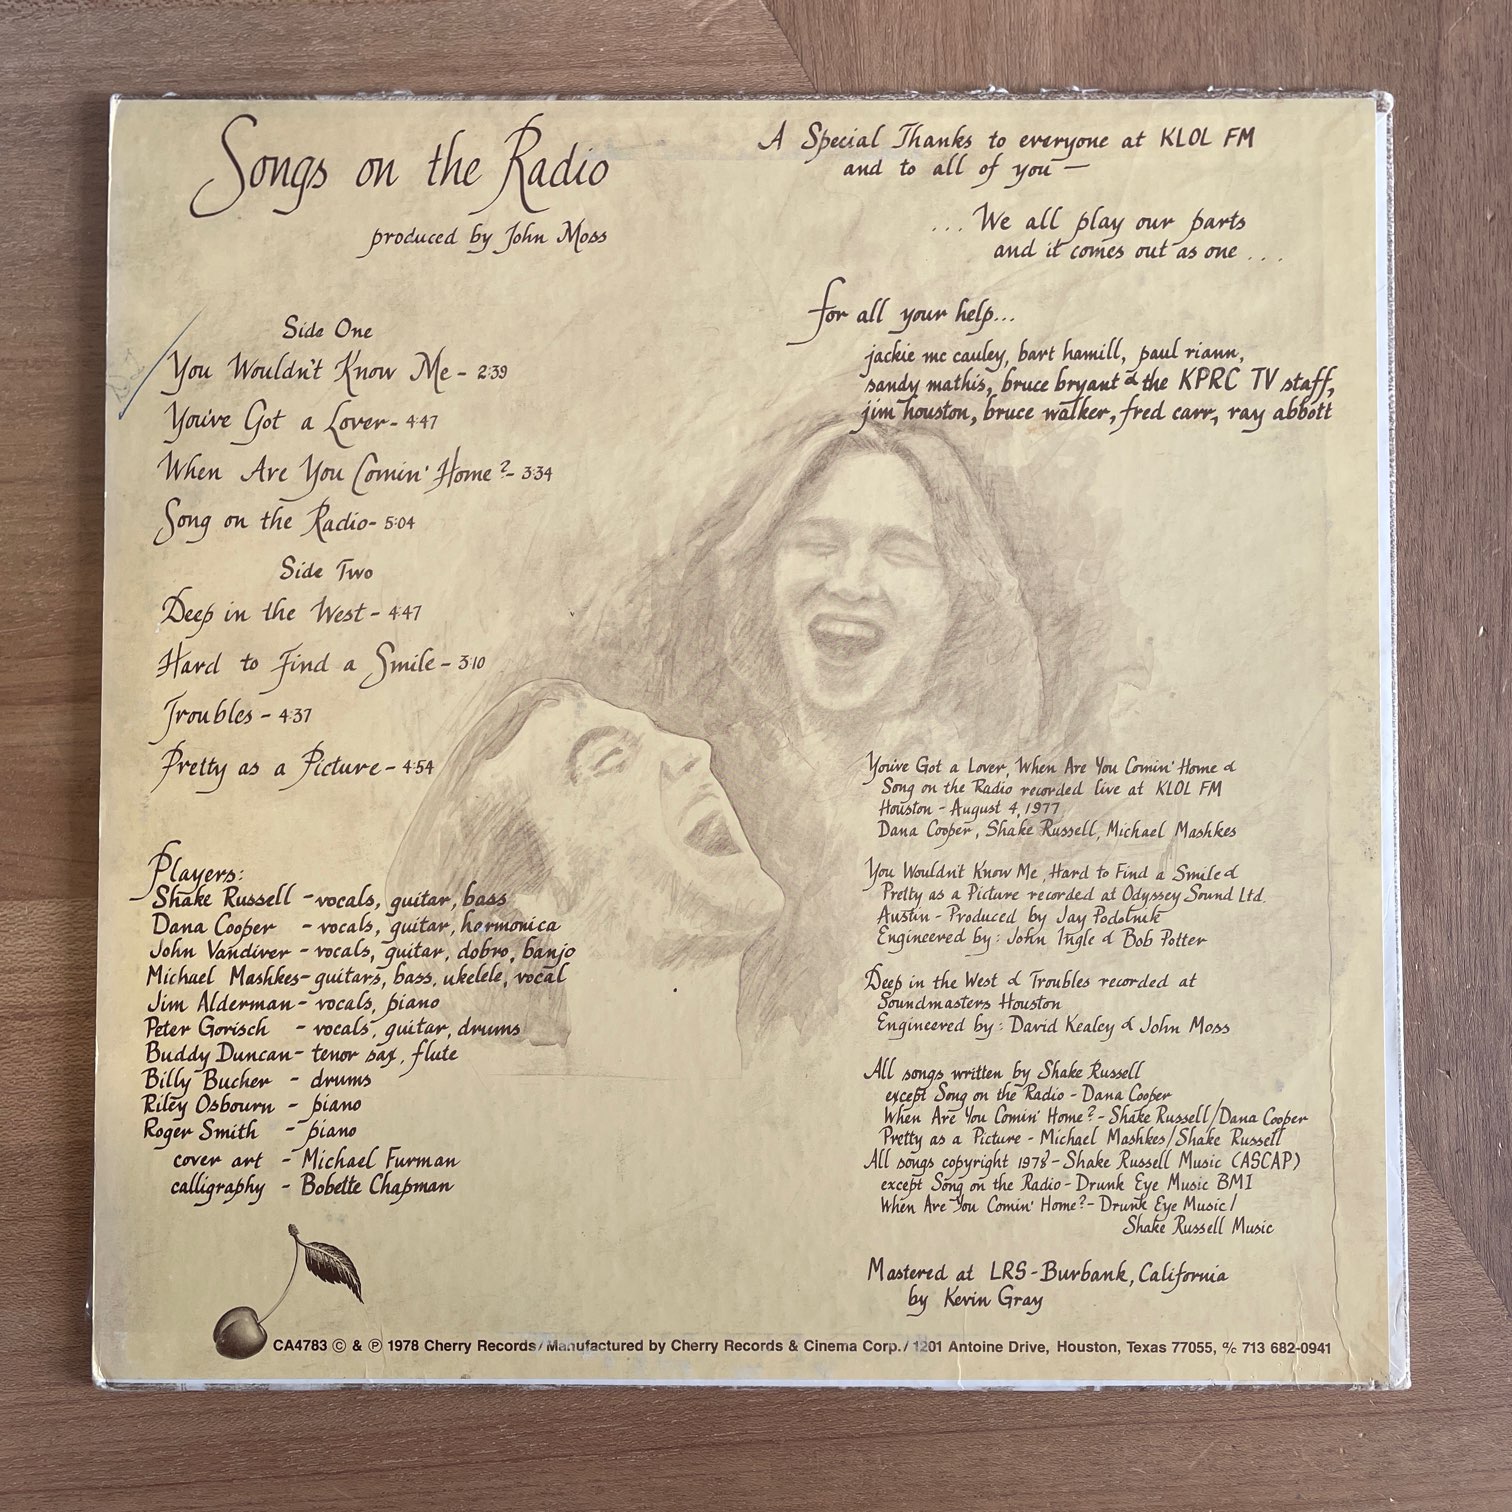 Songs on the Radio
produced by John Moss
Side One
You Wouldn't Know Me - 2:39
You've Got a Lover - 4:47
When Are You Comin' Home? - 3:34
Song on the Radio - 5:04
Side Two
Deep in the West - 4:47
Hard to Find a Smile - 3:10
Troubles - 4:37
Pretty as a Picture - 4:54
Players:
Shake Russell - vocals, guitar, bass
Dana Cooper - vocals, guitar, harmonica
John Vandiver - vocals, guitar, dobro, banjo
Michael Mashkes - guitars, bass, ukelele, vocal
Jim Alderman - vocals, piano
Peter Gorisch - vocals, guitar, drums
Buddy Duncan - tenor sax, flute
Billy Bucher - drums
Riley Osbourn - piano
Roger Smith - piano
cover art - Michael Furman
calligraphy - Bobette Chapman
A Special Thanks to everyone at KLOL FM
and to all of you —
...We all play our parts
and it comes out as one...
for all your help...
jackie mc cauley, bart hamill, paul riann,
sandy mathis, bruce bryant & the KPRC TV staff,
jim houston, bruce walker, fred carr, ray abbott
You've Got a Lover, When Are You Comin' Home &
Song on the Radio recorded live at KLOL FM
Houston - August 4, 1977
Dana Cooper, Shake Russell, Michael Mashkes
You Wouldn't Know Me, Hard to Find a Smile &
Pretty as a Picture recorded at Odyssey Sound Ltd.
Austin - Produced by Jay Podolnik
Engineered by: John Ingle & Bob Potter
Deep in the West & Troubles recorded at
Soundmasters Houston
Engineered by: David Kealey & John Moss
All songs written by Shake Russell
except Song on the Radio - Dana Cooper
When Are You Comin' Home? - Shake Russell/Dana Cooper
Pretty as a Picture - Michael Mashkes/Shake Russell
All songs copyright 1978 - Shake Russell Music (ASCAP)
except Song on the Radio - Drunk Eye Music BMI
When Are You Comin' Home? - Drunk Eye Music/
Shake Russell Music
Mastered at LRS - Burbank, California
by Kevin Gray
CA4783 © & ℗ 1978 Cherry Records/Manufactured by Cherry Records & Cinema Corp./1201 Antoine Drive, Houston, Texas 77055, % 713 682-0941